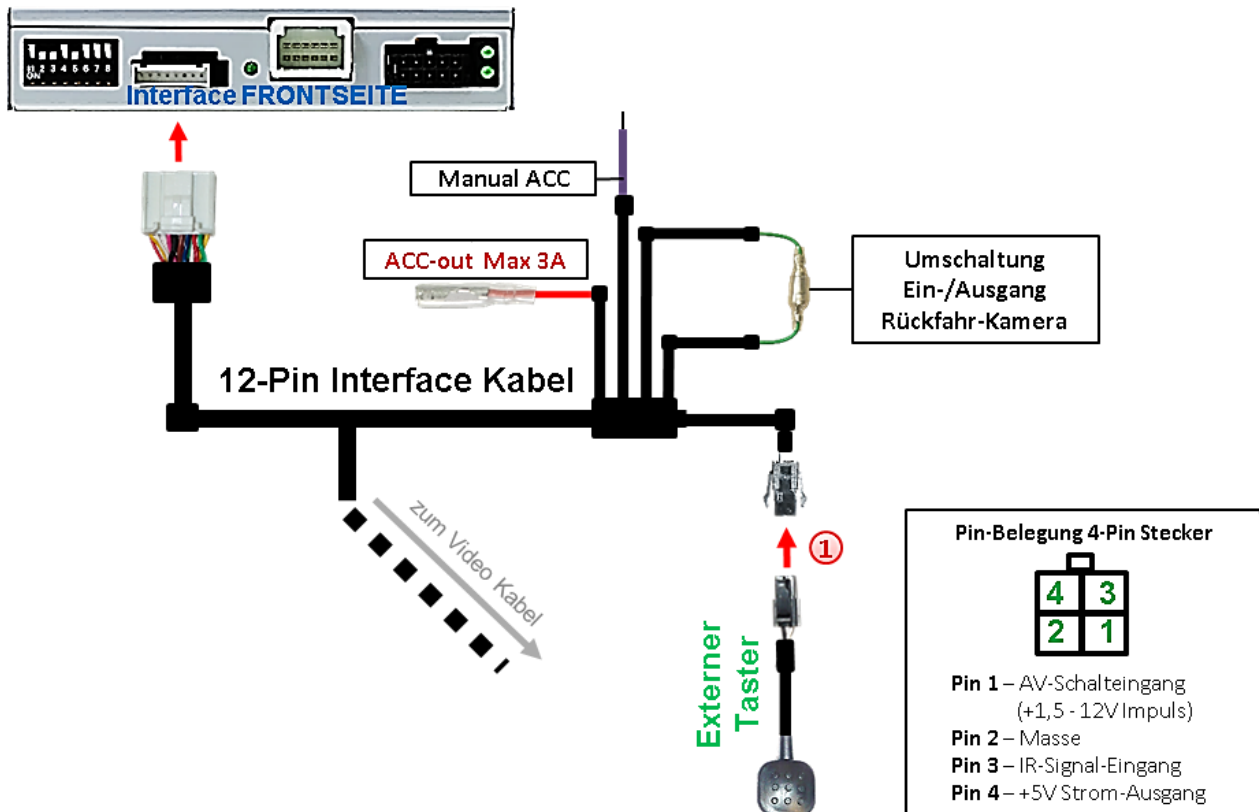 1 2 3 4 5 6 7 8
ON
Interface FRONTSEITE
Manual ACC
ACC-out Max 3A
Umschaltung
Ein-/Ausgang
Rückfahr-Kamera
12-Pin Interface Kabel
zum Video Kabel
1
Externer
Taster
Pin-Belegung 4-Pin Stecker
4 3
2 1
Pin 1 – AV-Schalteingang
(+1,5 - 12V Impuls)
Pin 2 – Masse
Pin 3 – IR-Signal-Eingang
Pin 4 – +5V Strom-Ausgang